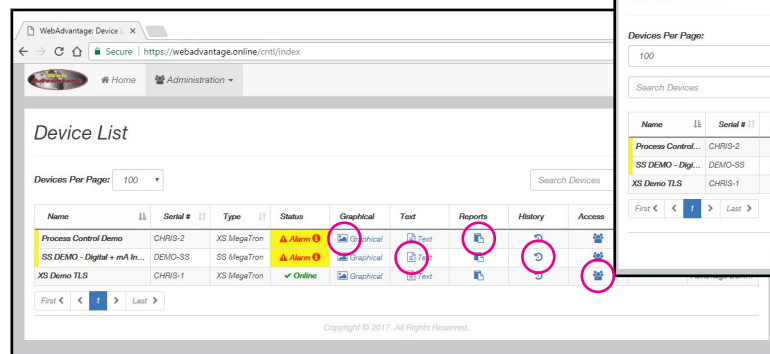 WebAdvantage: Device L
Secure https://webadvantage.online/cntl/index
Home Administration
Device List
Devices Per Page: 100
Search Devices
Name Serial # Type Status Graphical Text Reports History Access
Process Control Demo CHRIS-2 XS MegaTron Alarm Graphical Text
SS DEMO - Digital + mA In... DEMO-SS SS MegaTron Alarm Graphical Text
XS Demo TLS CHRIS-1 XS MegaTron Online Graphical Text
First 1 Last
Copyright © 2017. All Rights Reserved.
Devices Per Page:
100
Search Devices
Name Serial #
Process Control... CHRIS-2
SS DEMO - Digi... DEMO-SS
XS Demo TLS CHRIS-1
First 1 Last